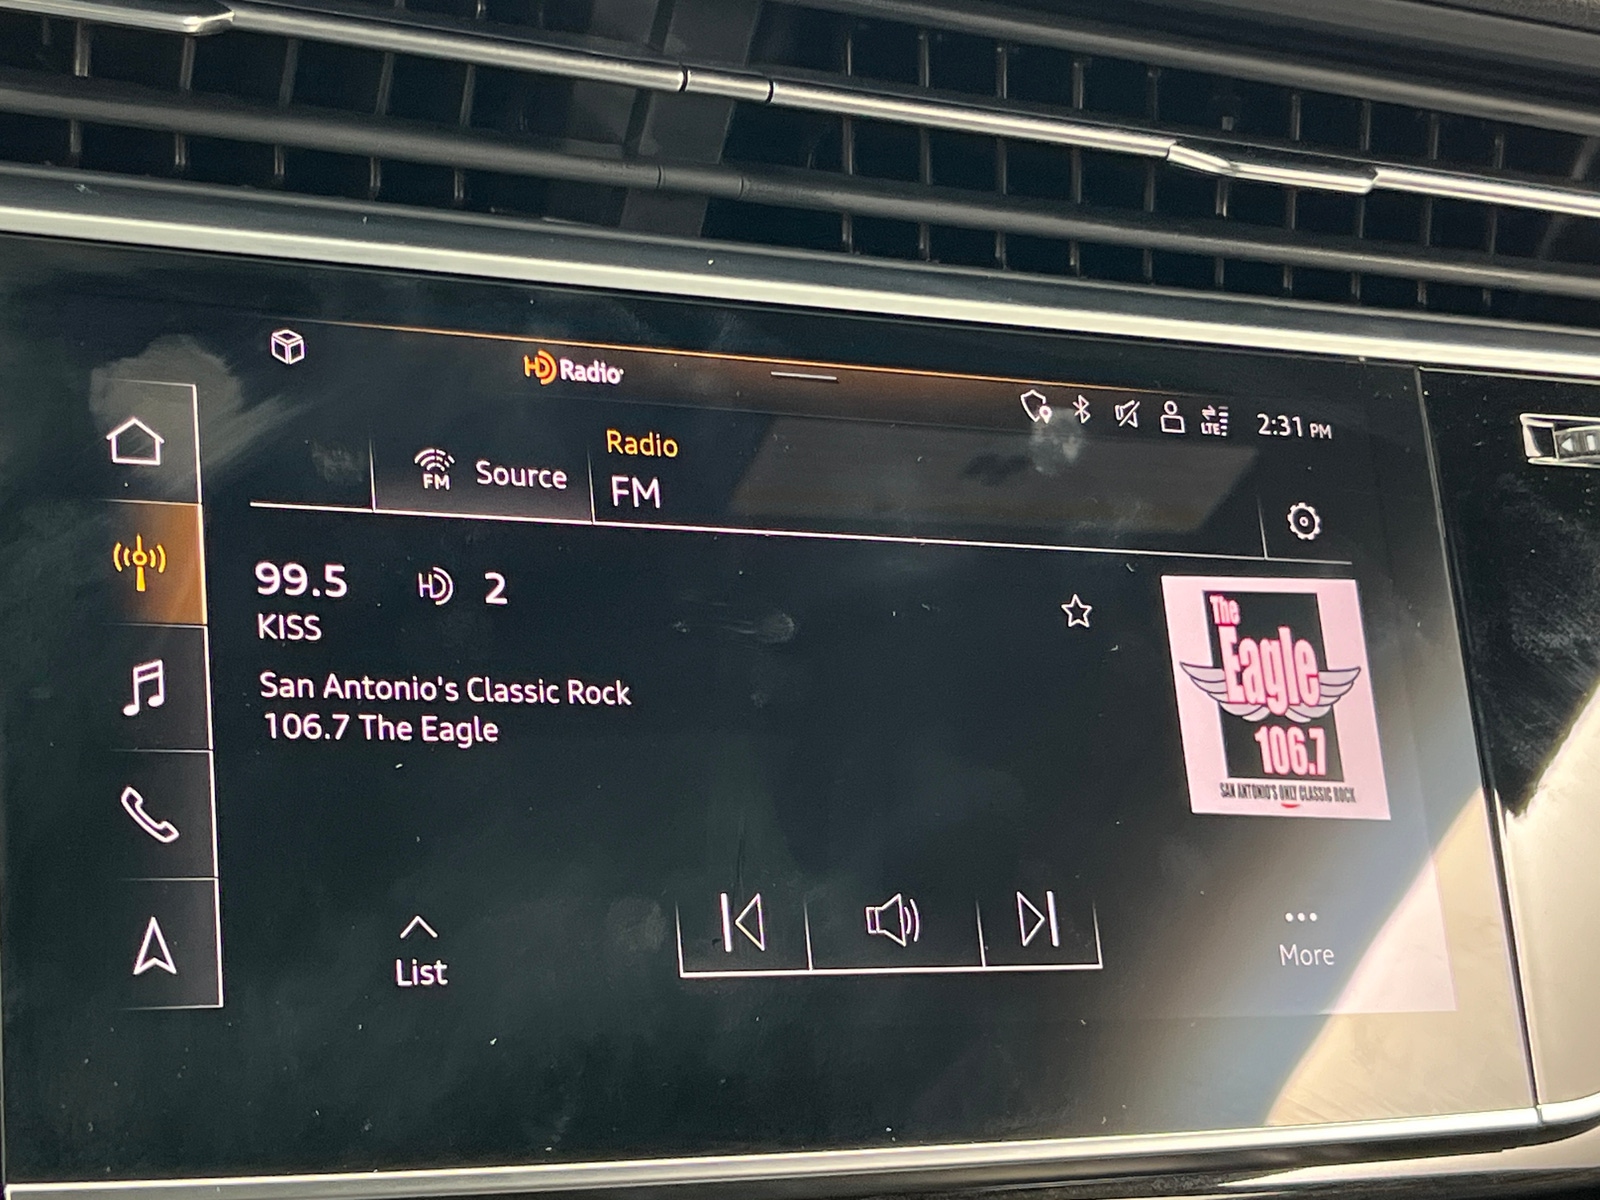 HD Radio
LTE
2:31 PM
FM
Source
Radio
FM
99.5
HD
2
KISS
San Antonio's Classic Rock
106.7 The Eagle
The
Eagle
106.7
SAN ANTONIO'S ONLY CLASSIC ROCK
List
More